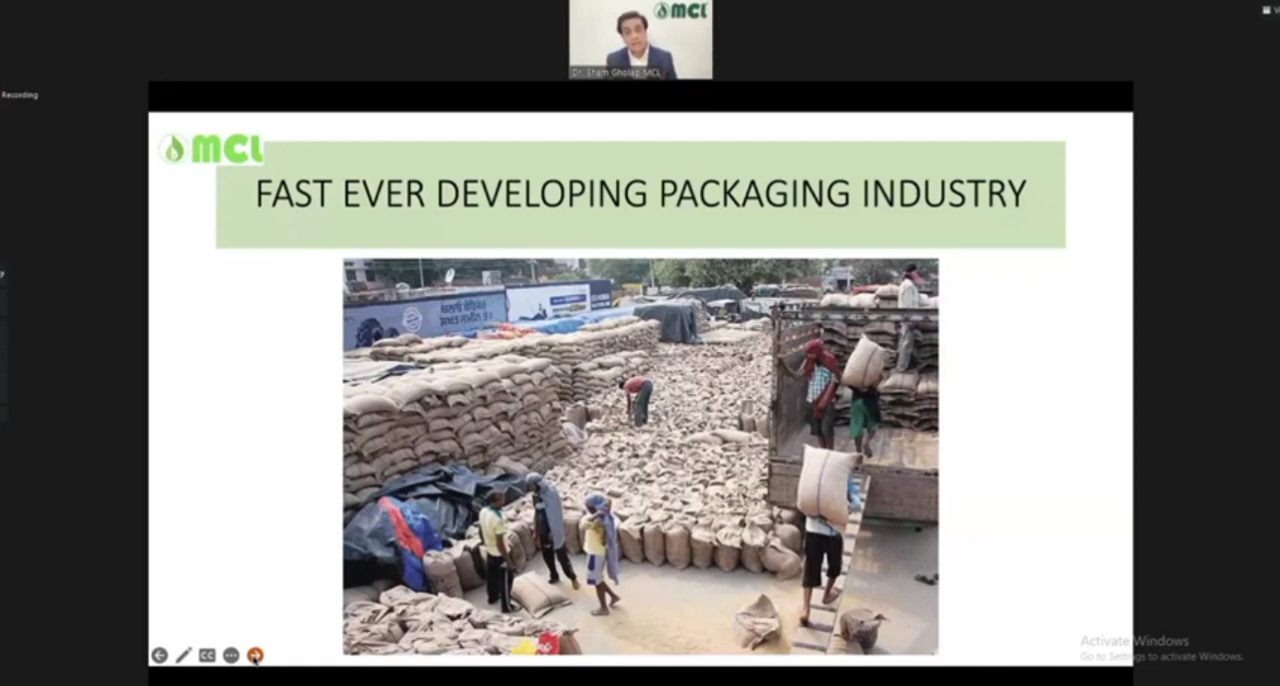 MCL
Dr. Sham Gholap MCL
Recording
MCL
FAST EVER DEVELOPING PACKAGING INDUSTRY
CC
Activate Windows
Go to Settings to activate Windows.